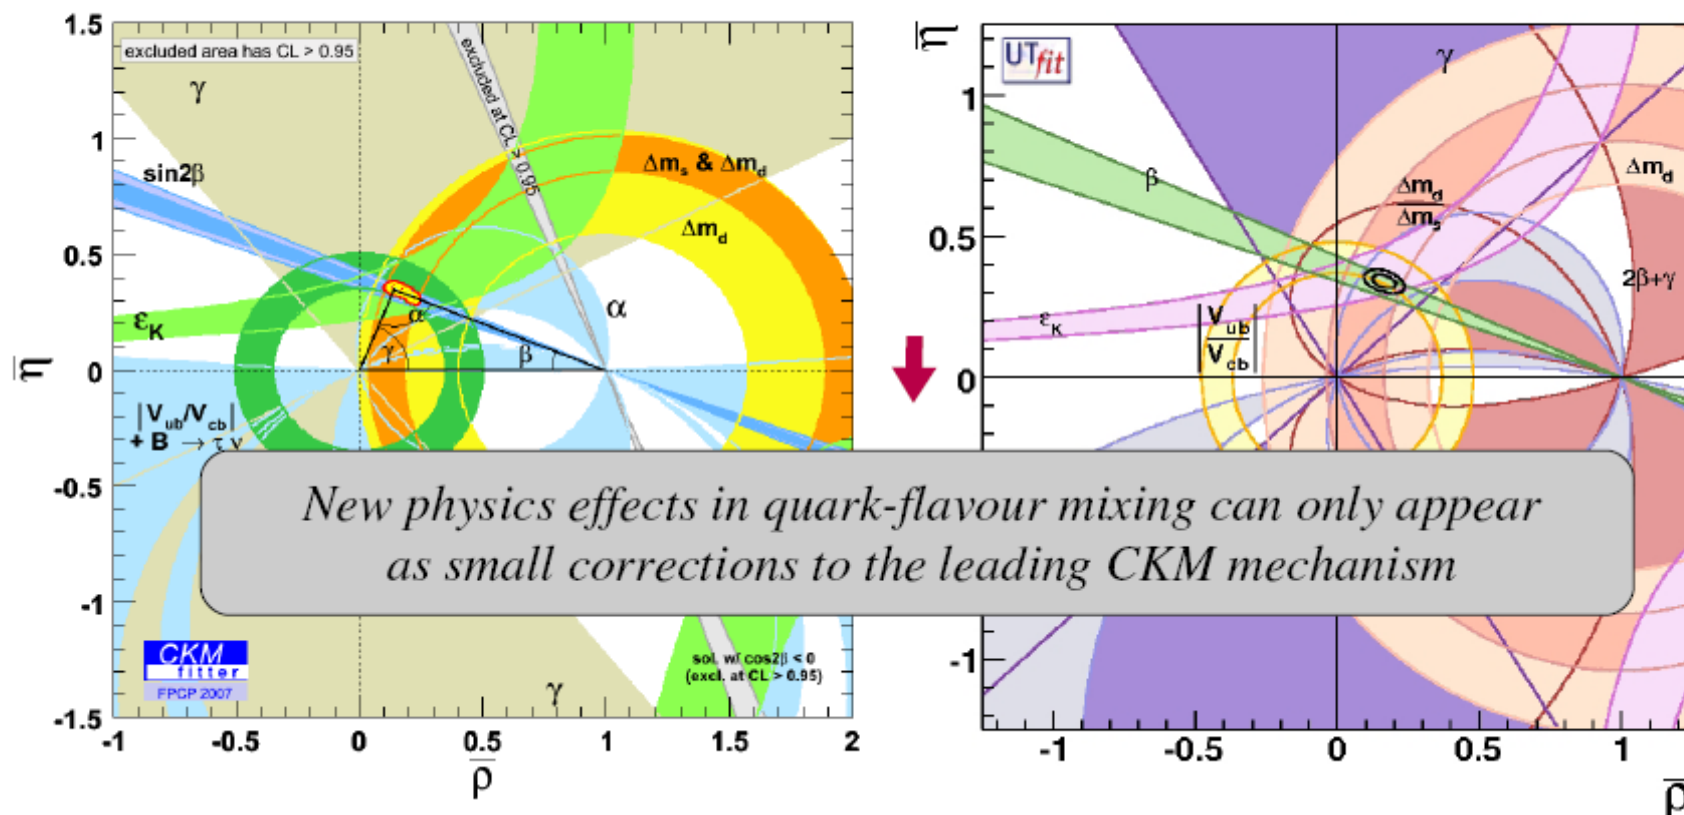 excluded area has CL > 0.95
γ
sin2β
excluded at CL > 0.95
Δm_s & Δm_d
Δm_d
ε_K
α
α
γ
β
|V_ub/V_cb|
+ B → τ ν
sol. w/ cos2β < 0
(excl. at CL > 0.95)
γ
CKM
fitter
FPCP 2007
1.5
1
0.5
0
-0.5
-1
-1.5
η̅
-1
-0.5
0
0.5
1
1.5
2
ρ̅
η̅
UTfit
γ
β
Δm_d
Δm_s
Δm_d
2β+γ
ε_K
|V_ub
V_cb|
1
0.5
0
-1
-1
-0.5
0
0.5
1
ρ̅
New physics effects in quark-flavour mixing can only appear
as small corrections to the leading CKM mechanism